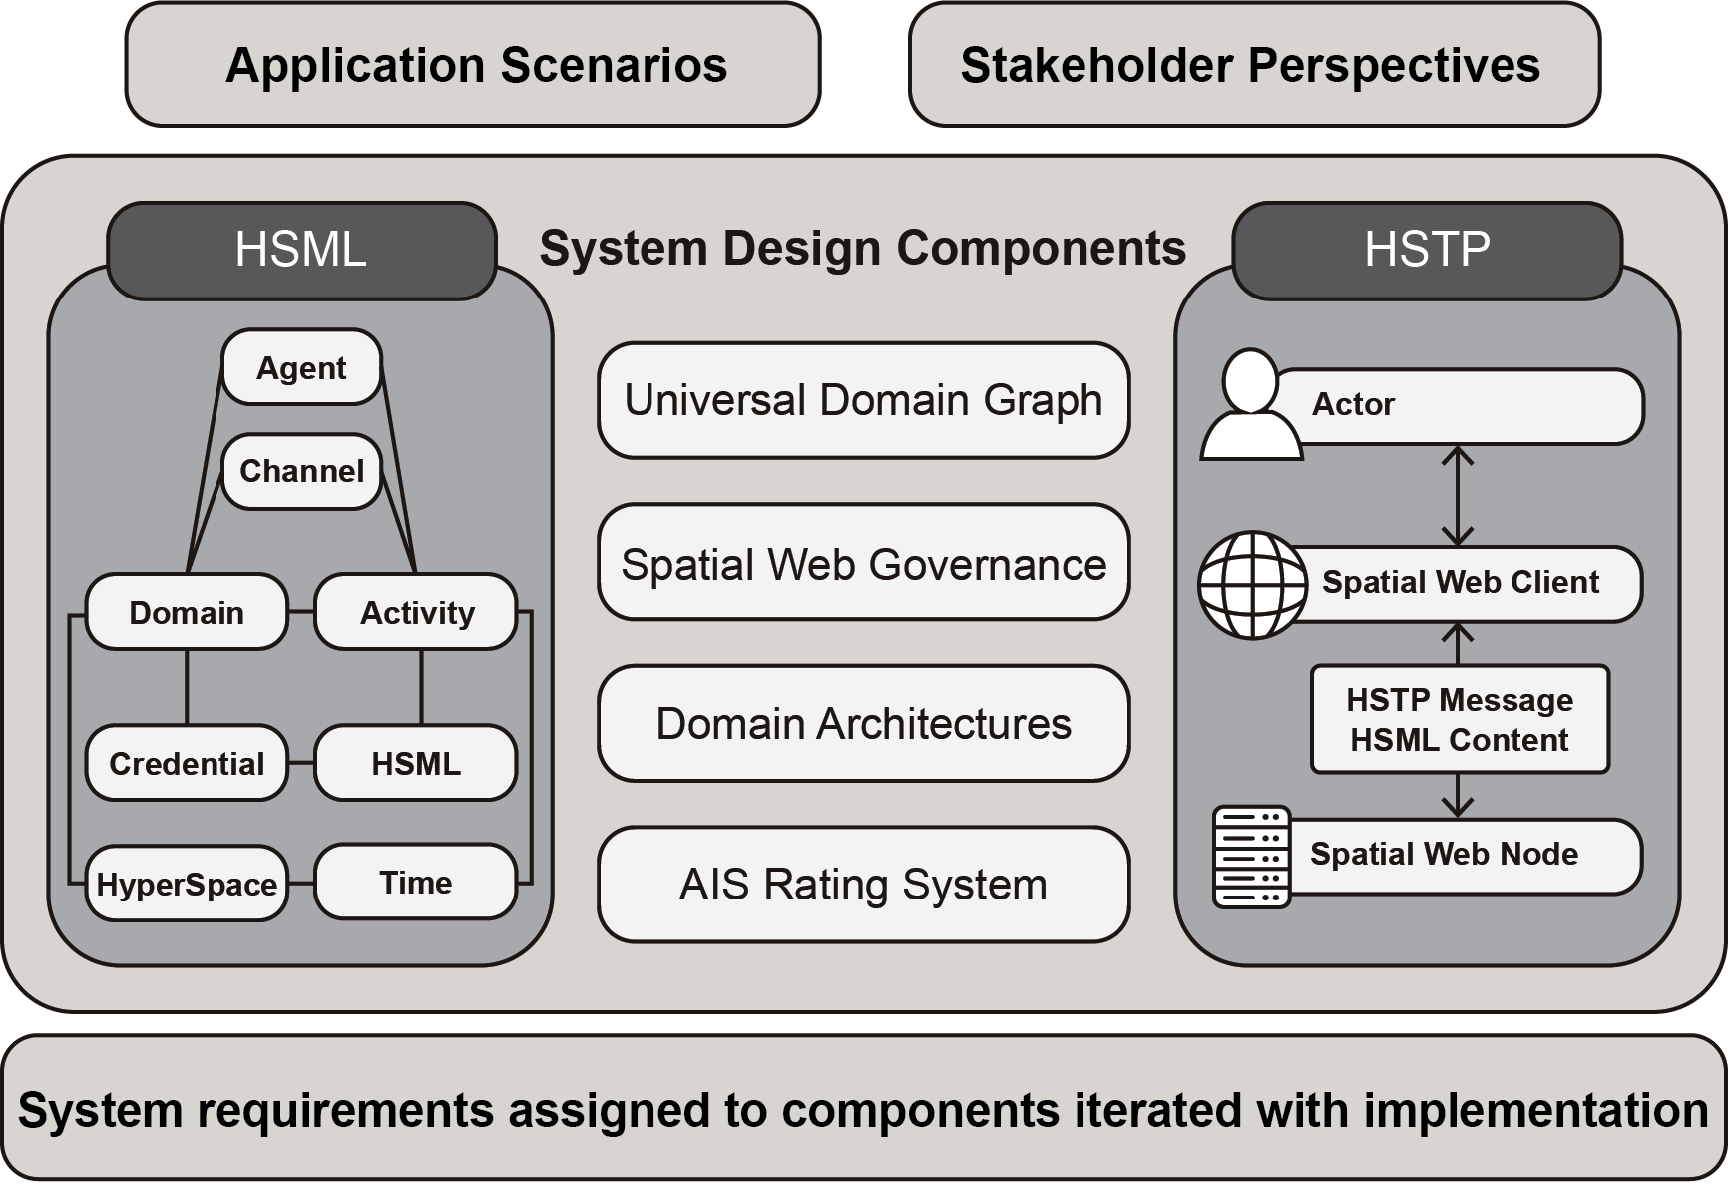 Application Scenarios
Stakeholder Perspectives
System Design Components
HSML
Agent
Channel
Domain
Activity
Credential
HSML
HyperSpace
Time
Universal Domain Graph
Spatial Web Governance
Domain Architectures
AIS Rating System
HSTP
Actor
Spatial Web Client
HSTP Message
HSML Content
Spatial Web Node
System requirements assigned to components iterated with implementation